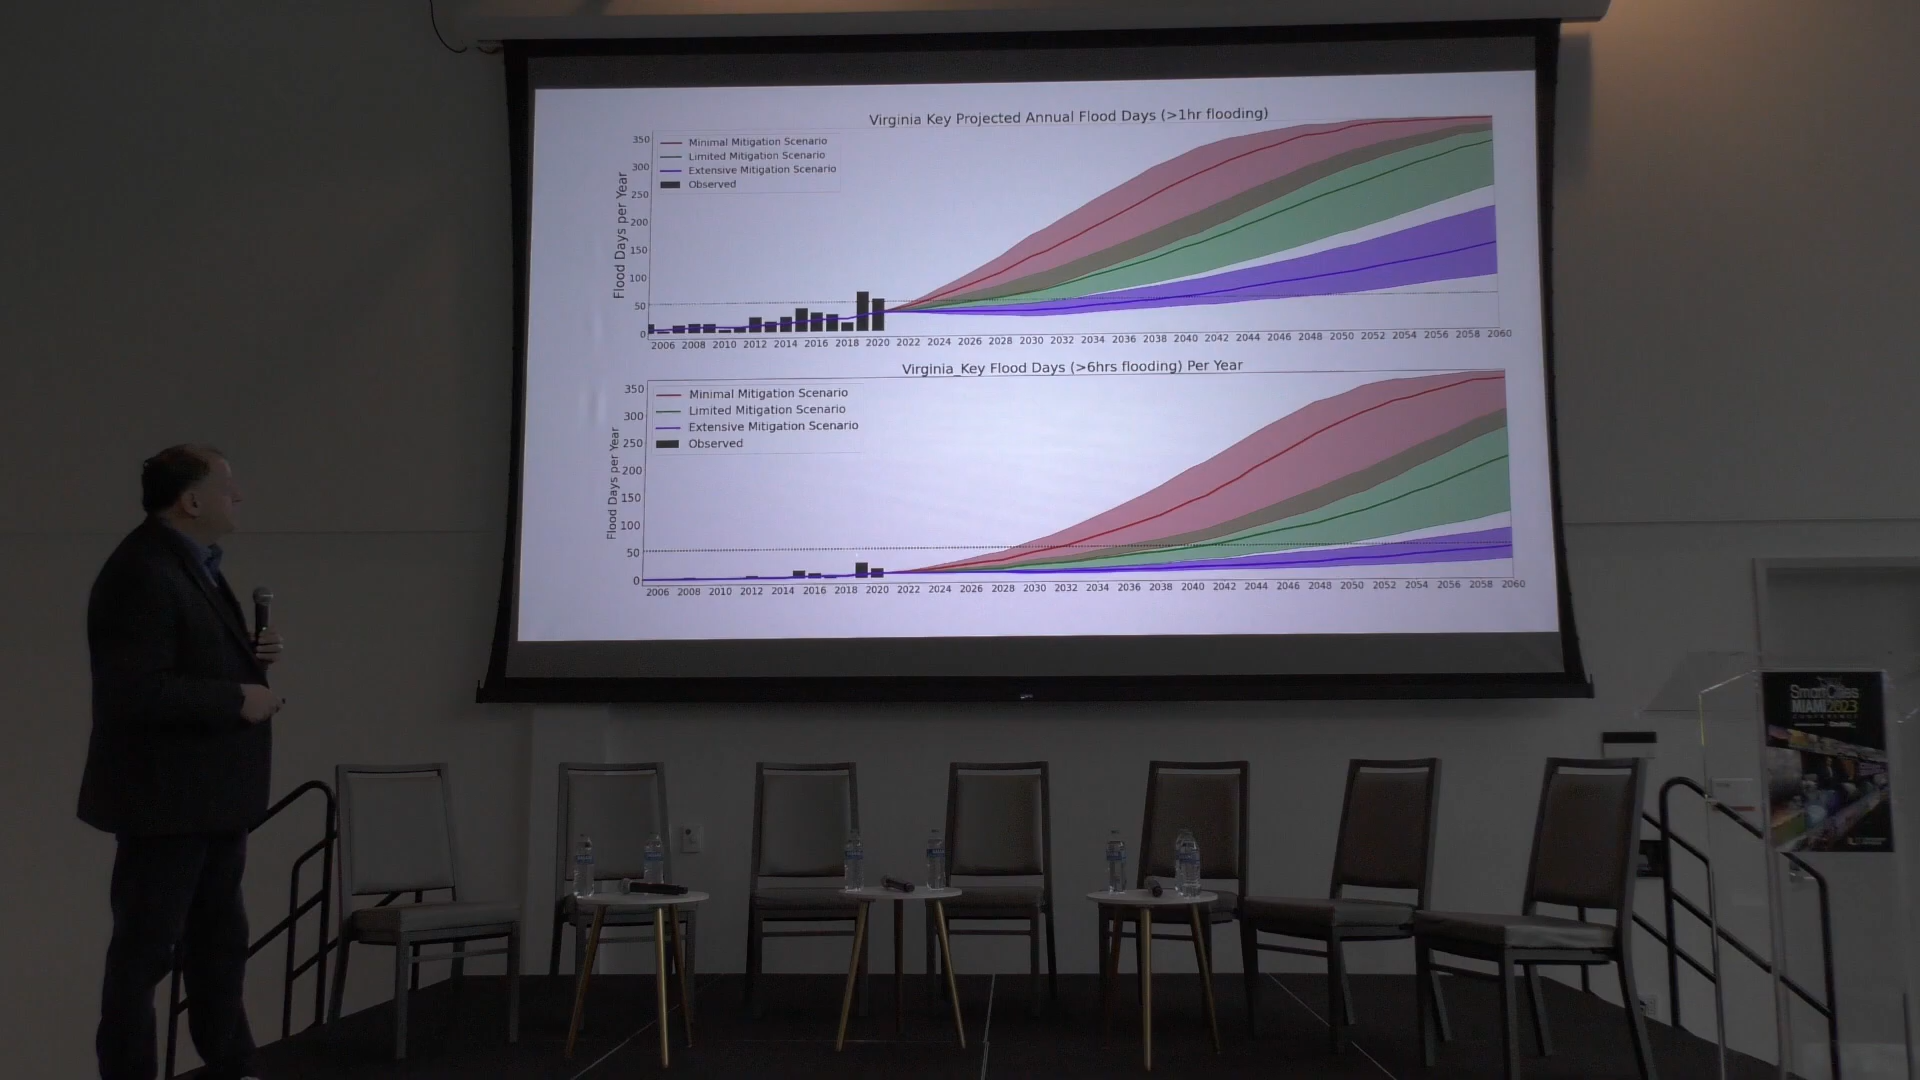 Virginia Key Projected Annual Flood Days (>1hr flooding)
Minimal Mitigation Scenario
Limited Mitigation Scenario
Extensive Mitigation Scenario
Observed
Flood Days per Year
350
300
250
200
150
100
50
0
2006 2008 2010 2012 2014 2016 2018 2020 2022 2024 2026 2028 2030 2032 2034 2036 2038 2040 2042 2044 2046 2048 2050 2052 2054 2056 2058 2060
Virginia_Key Flood Days (>6hrs flooding) Per Year
Minimal Mitigation Scenario
Limited Mitigation Scenario
Extensive Mitigation Scenario
Observed
Flood Days per Year
350
300
250
200
150
100
50
0
2006 2008 2010 2012 2014 2016 2018 2020 2022 2024 2026 2028 2030 2032 2034 2036 2038 2040 2042 2044 2046 2048 2050 2052 2054 2056 2058 2060
SmartCities
MIAMI 2023
CONFERENCE